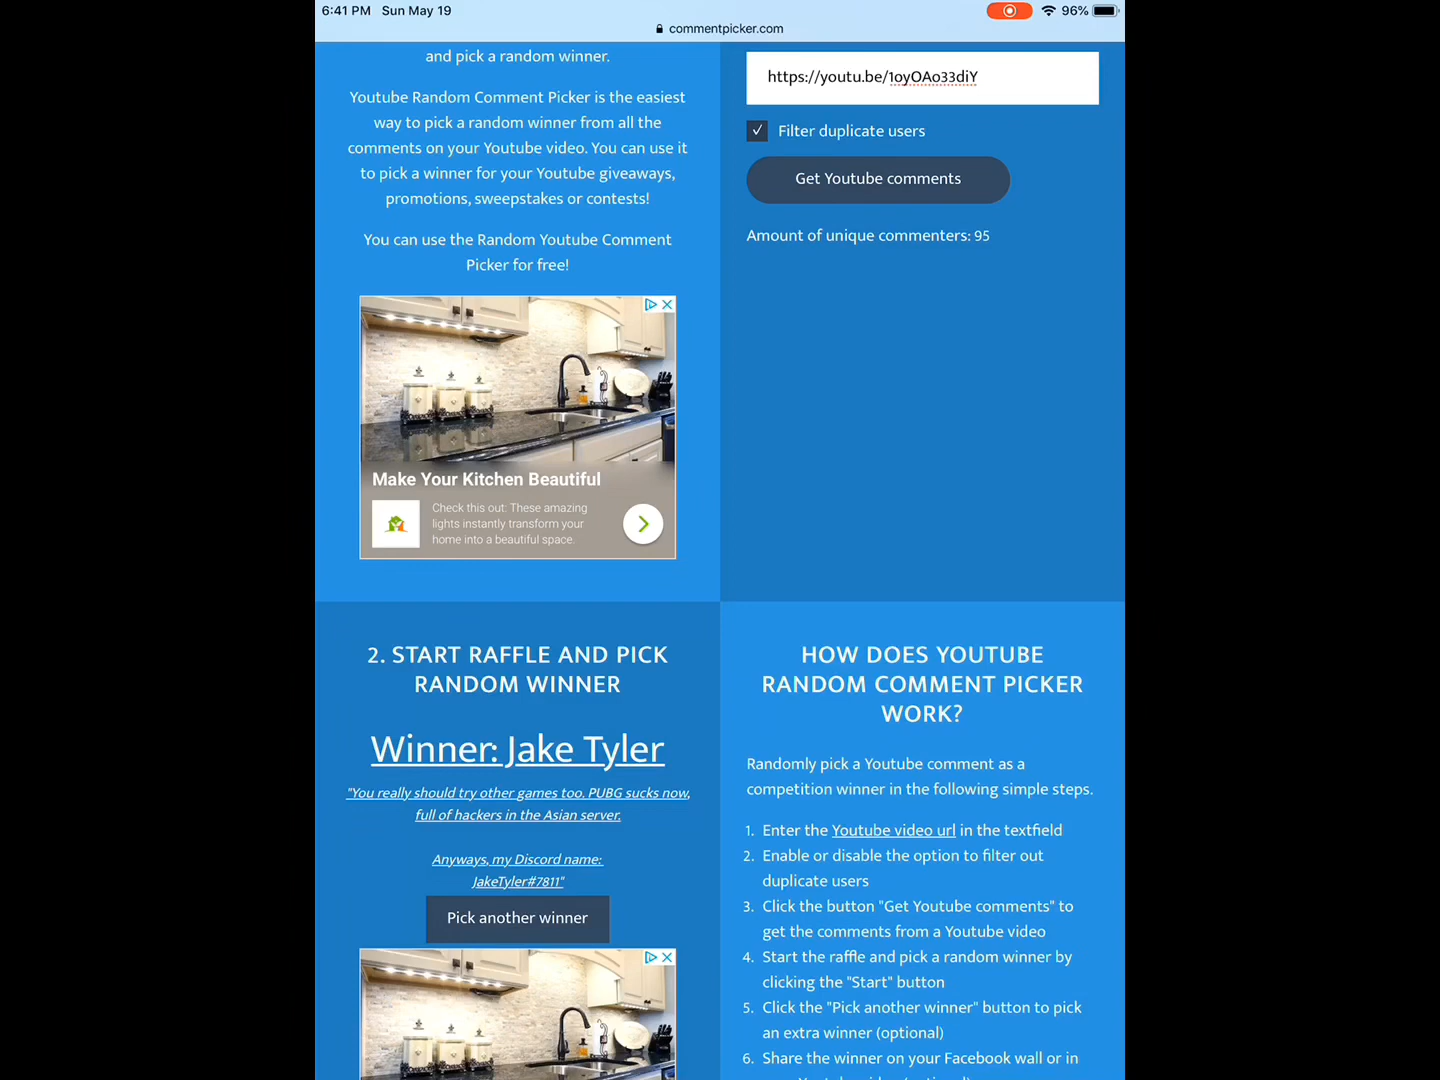 6:41 PM Sun May 19
96%
commentpicker.com
and pick a random winner.
Youtube Random Comment Picker is the easiest
way to pick a random winner from all the
comments on your Youtube video. You can use it
to pick a winner for your Youtube giveaways,
promotions, sweepstakes or contests!
You can use the Random Youtube Comment
Picker for free!
Make Your Kitchen Beautiful
Check this out: These amazing
lights instantly transform your
home into a beautiful space.
https://youtu.be/1oyOAo33diY
Filter duplicate users
Get Youtube comments
Amount of unique commenters: 95
2. START RAFFLE AND PICK
RANDOM WINNER
Winner: Jake Tyler
"You really should try other games too. PUBG sucks now,
full of hackers in the Asian server.
Anyways, my Discord name:
JakeTyler#7811"
Pick another winner
HOW DOES YOUTUBE
RANDOM COMMENT PICKER
WORK?
Randomly pick a Youtube comment as a
competition winner in the following simple steps.
1. Enter the Youtube video url in the textfield
2. Enable or disable the option to filter out
duplicate users
3. Click the button "Get Youtube comments" to
get the comments from a Youtube video
4. Start the raffle and pick a random winner by
clicking the "Start" button
5. Click the "Pick another winner" button to pick
an extra winner (optional)
6. Share the winner on your Facebook wall or in